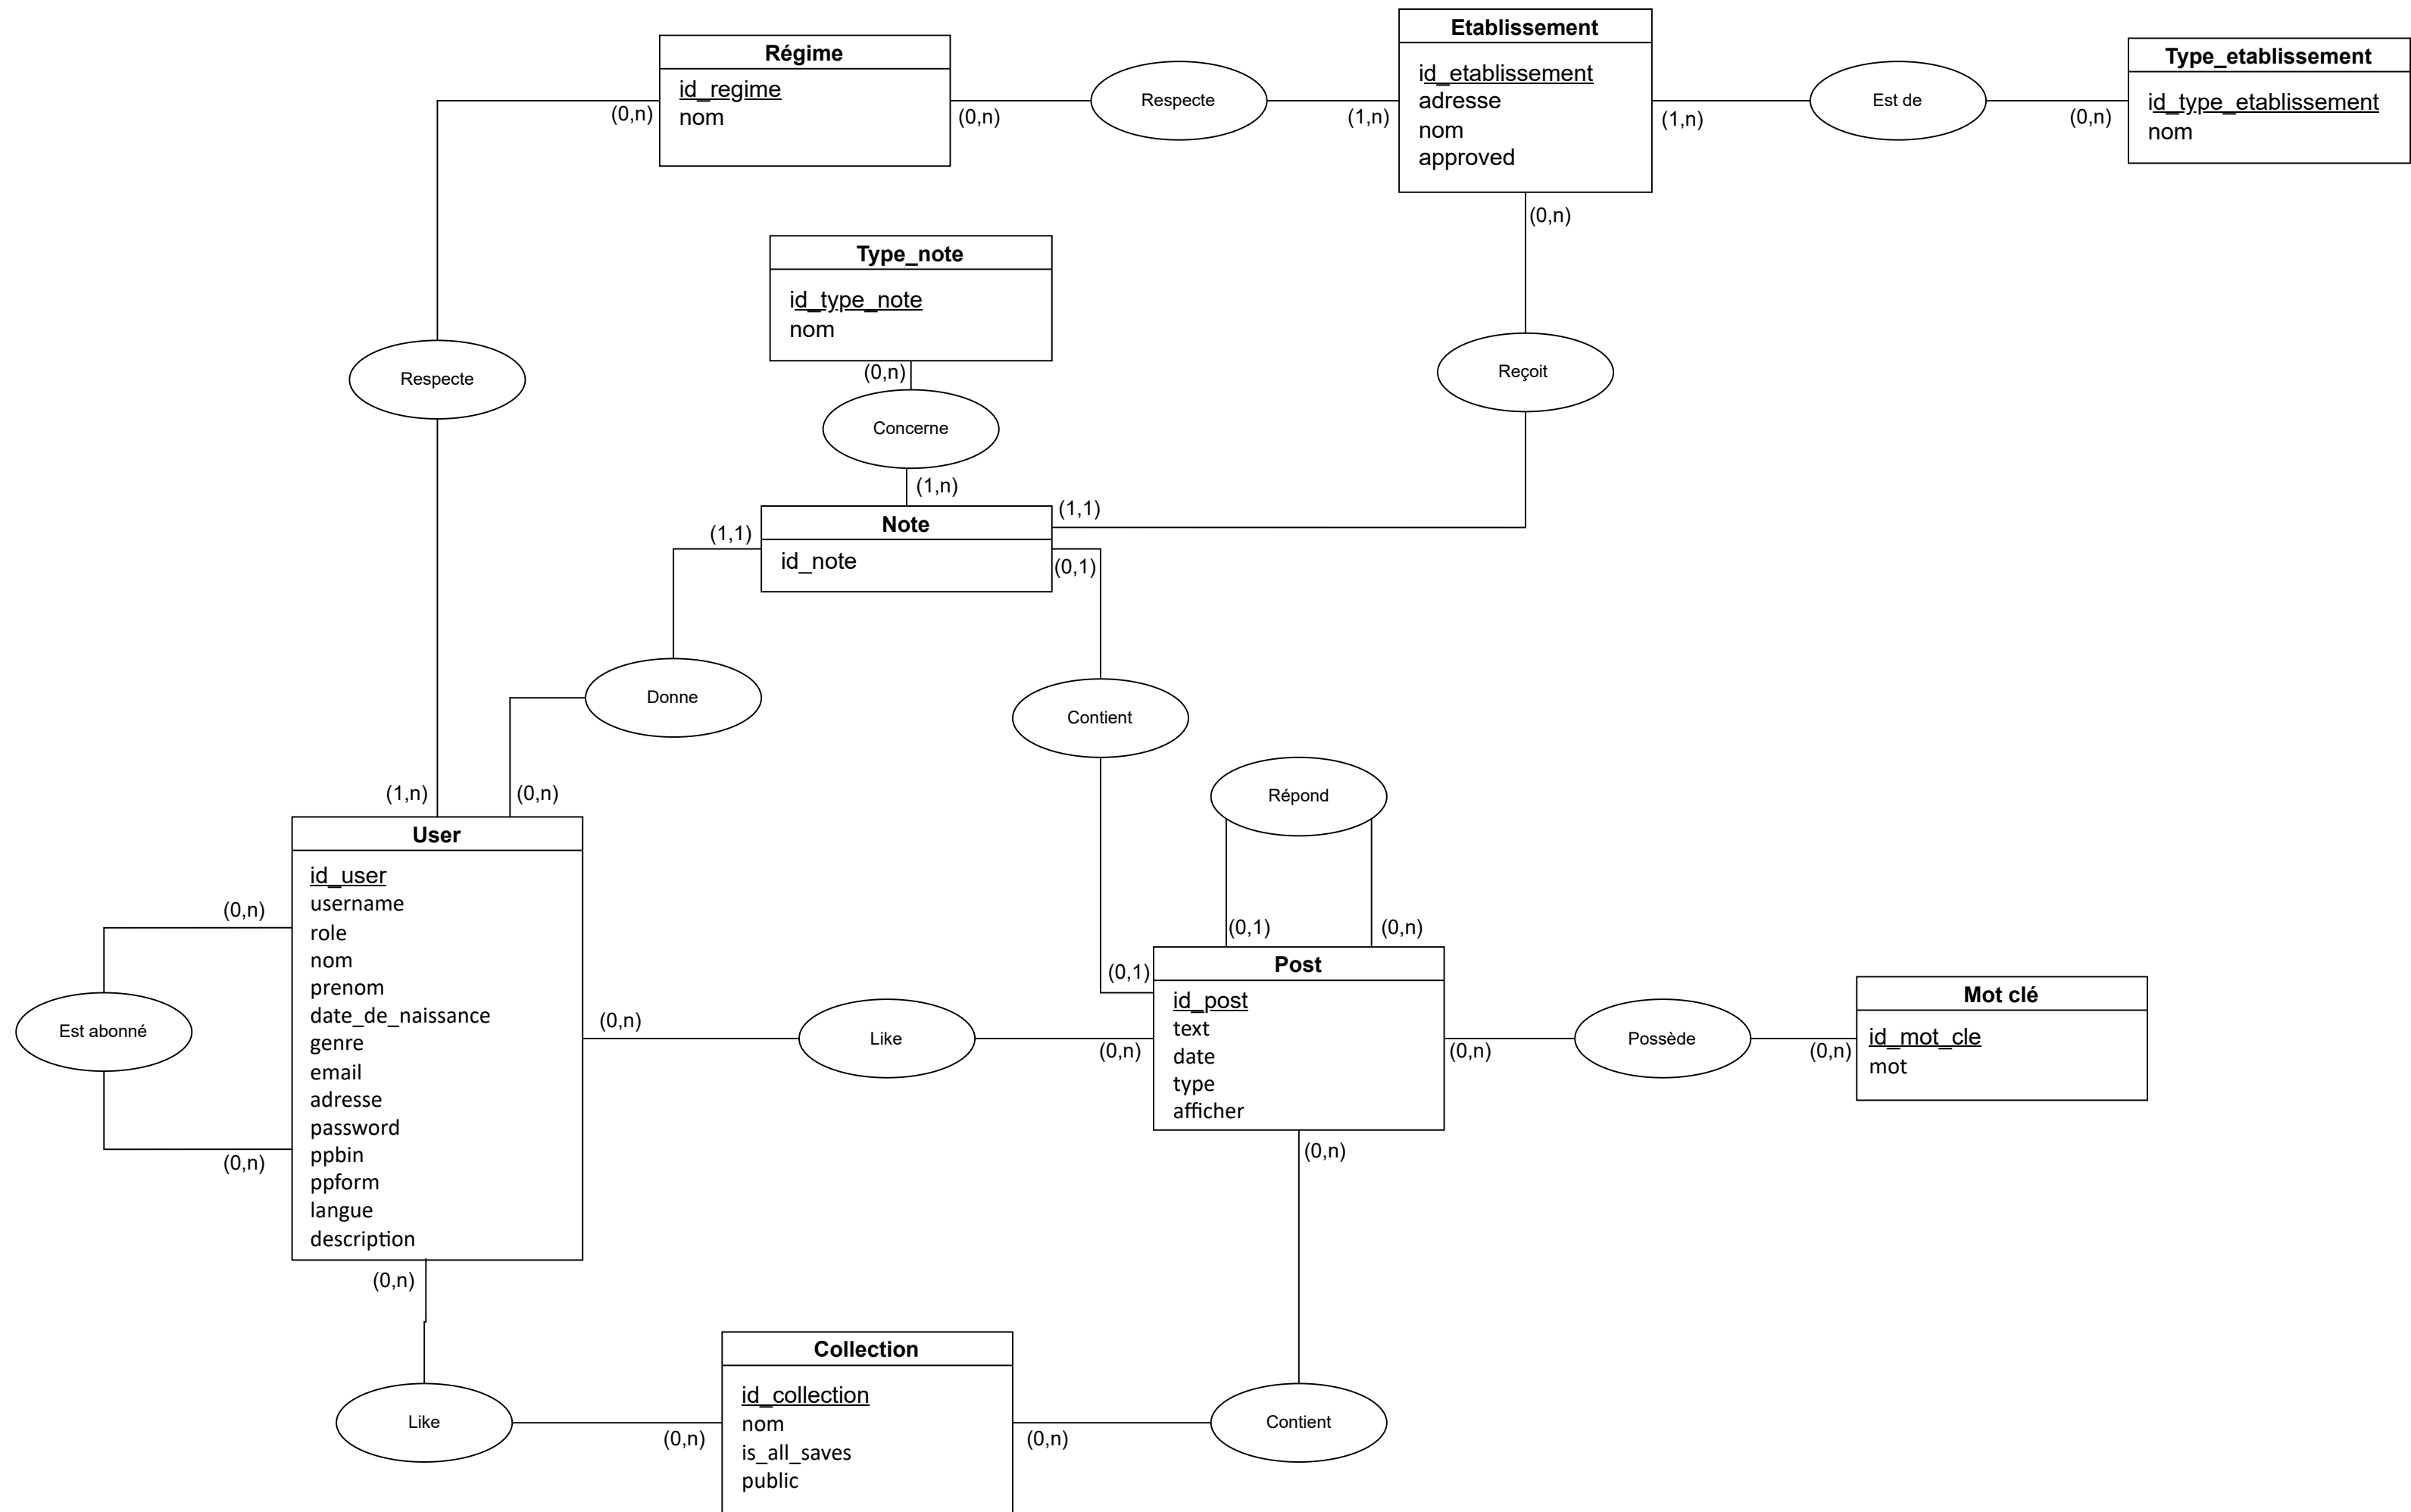 Régime
id_regime
nom
(0,n)
(0,n)
Respecte
(1,n)
Etablissement
id_etablissement
adresse
nom
approved
(1,n)
(0,n)
Est de
(0,n)
Type_etablissement
id_type_etablissement
nom
Type_note
id_type_note
nom
(0,n)
Concerne
(1,n)
Respecte
Reçoit
Note
id_note
(1,1)
(1,1)
(0,1)
Donne
Contient
Répond
(1,n)
(0,n)
User
id_user
username
role
nom
prenom
date_de_naissance
genre
email
adresse
password
ppbin
ppform
langue
description
(0,n)
Est abonné
(0,n)
(0,n)
Like
(0,n)
(0,1)
(0,n)
(0,1)
Post
id_post
text
date
type
afficher
(0,n)
Possède
(0,n)
Mot clé
id_mot_cle
mot
(0,n)
(0,n)
Like
(0,n)
Collection
id_collection
nom
is_all_saves
public
(0,n)
Contient